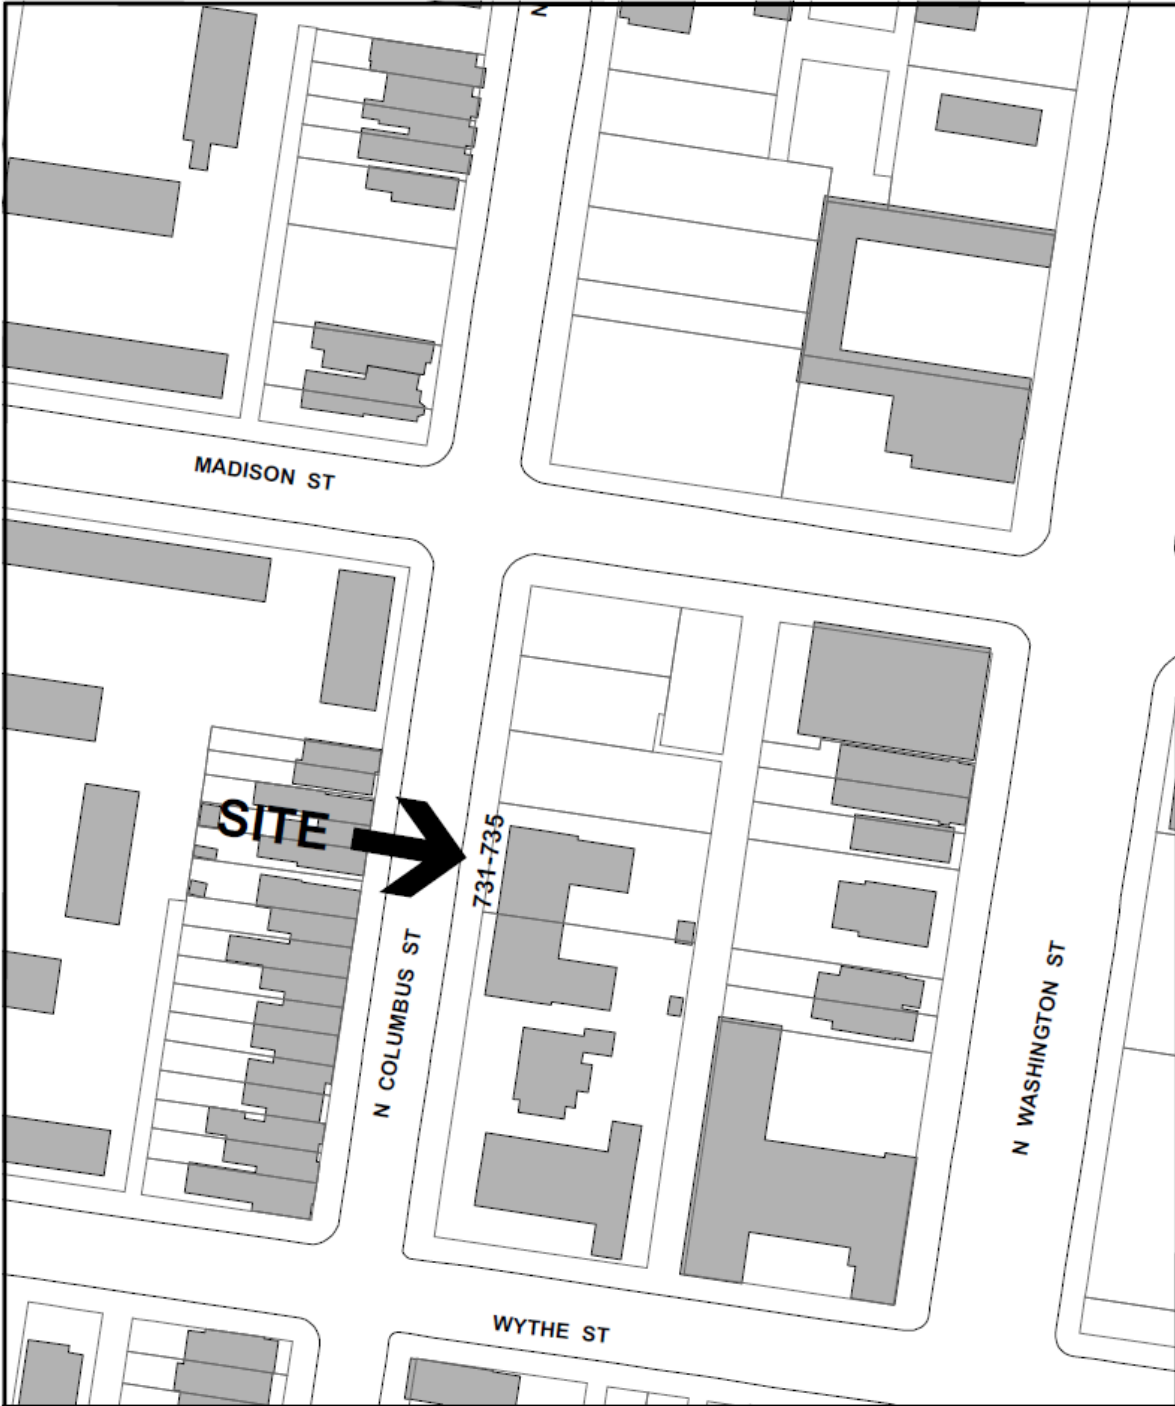 N
MADISON ST
SITE
731-735
N COLUMBUS ST
N WASHINGTON ST
WYTHE ST